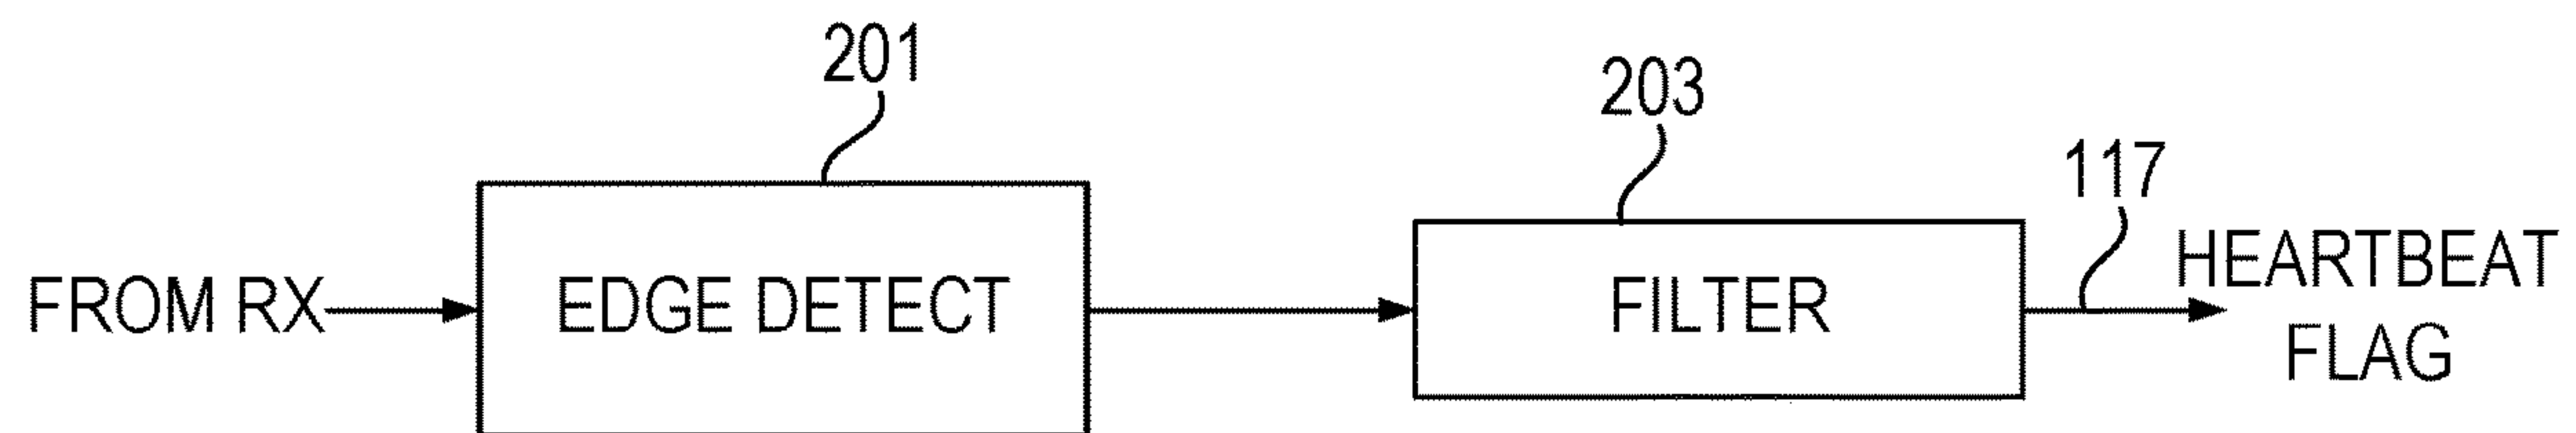 201
203
117
FROM RX
EDGE DETECT
FILTER
HEARTBEAT
FLAG